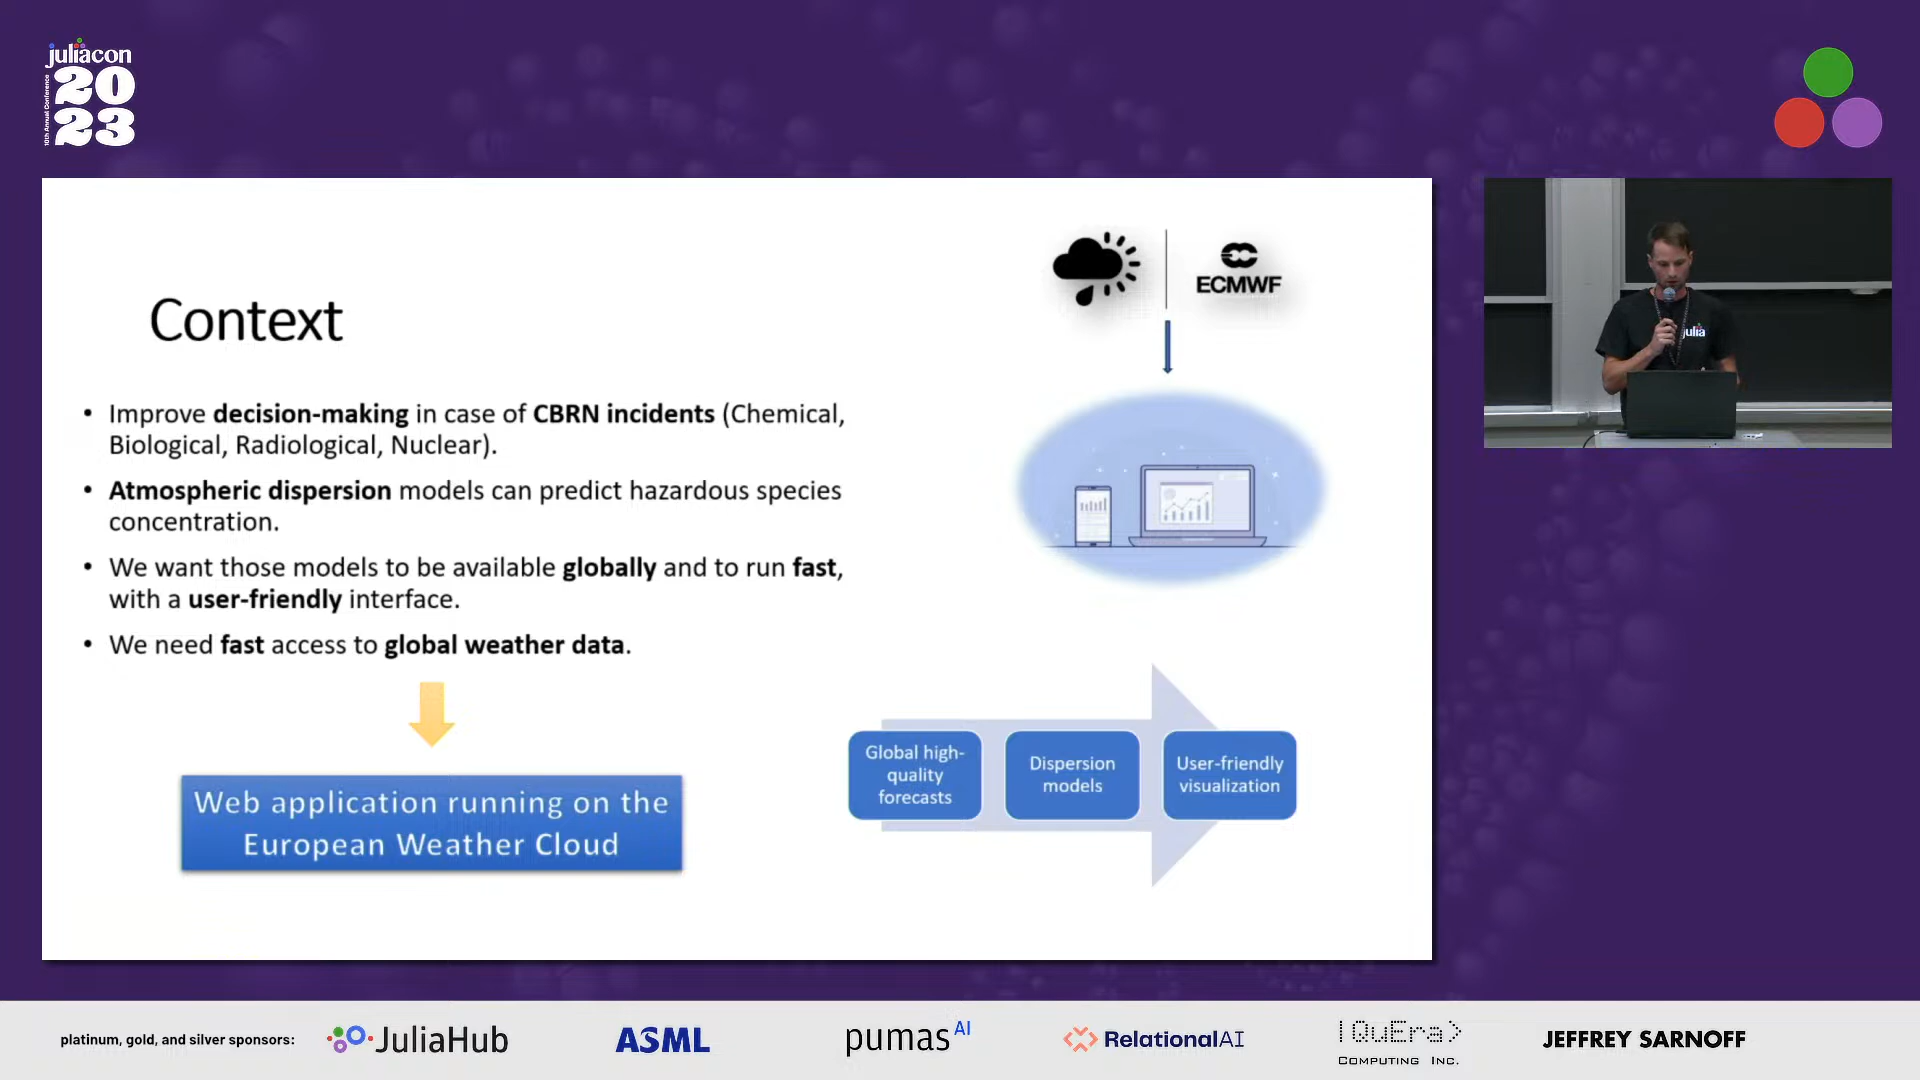 juliacon
10th Annual Conference
20
23
ECMWF
Context
• Improve decision-making in case of CBRN incidents (Chemical,
Biological, Radiological, Nuclear).
• Atmospheric dispersion models can predict hazardous species
concentration.
• We want those models to be available globally and to run fast,
with a user-friendly interface.
• We need fast access to global weather data.
Web application running on the
European Weather Cloud
Global high-
quality
forecasts
Dispersion
models
User-friendly
visualization
julia
platinum, gold, and silver sponsors:
JuliaHub
ASML
pumasAI
RelationalAI
|QuEra>
COMPUTING INC.
JEFFREY SARNOFF